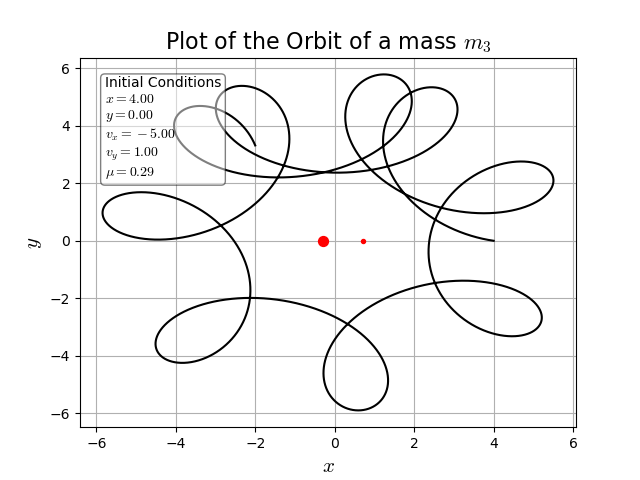 Plot of the Orbit of a mass m₃
Initial Conditions
x = 4.00
y = 0.00
vₓ = −5.00
v_y = 1.00
μ = 0.29
6
4
2
0
−2
−4
−6
y
−6 −4 −2 0 2 4 6
x